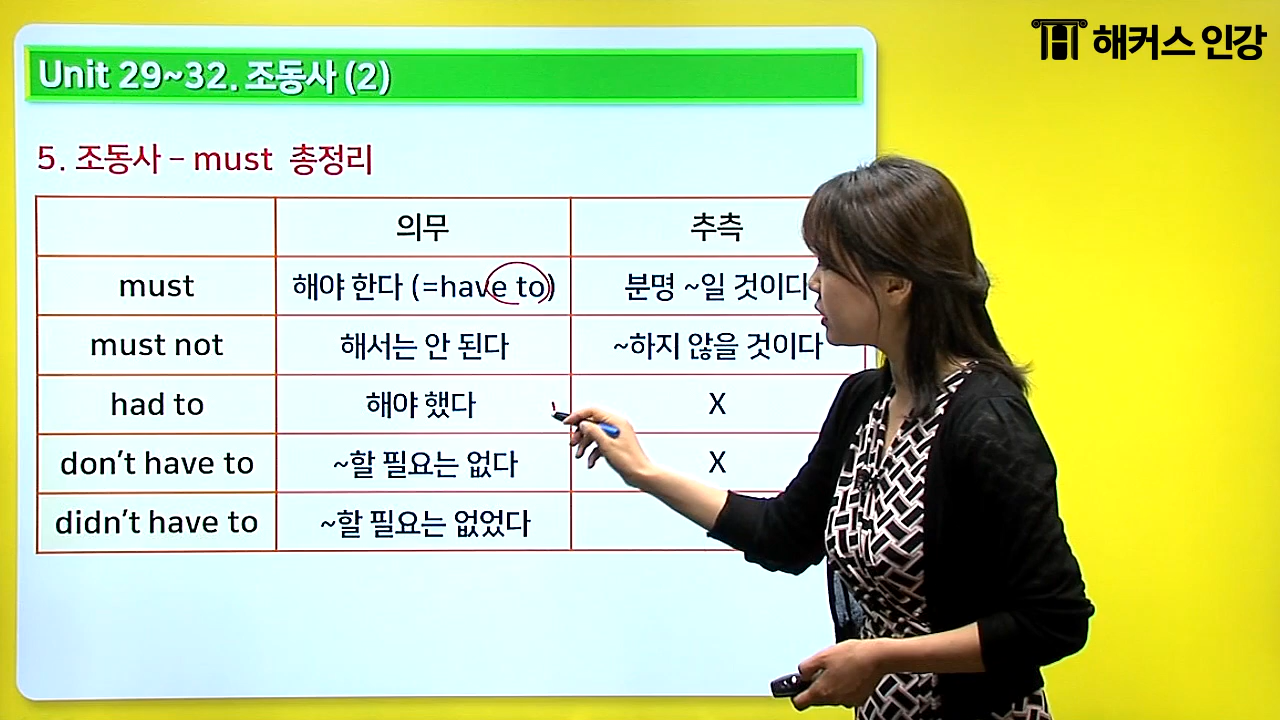 해커스 인강
Unit 29~32. 조동사 (2)
5. 조동사 – must 총정리
의무 추측
must 해야 한다 (=have to) 분명 ~일 것이다
must not 해서는 안 된다 ~하지 않을 것이다
had to 해야 했다 X
don't have to ~할 필요는 없다 X
didn't have to ~할 필요는 없었다